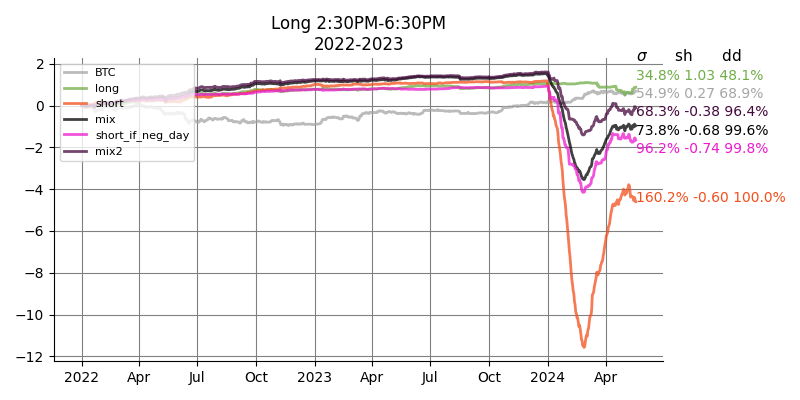 Long 2:30PM-6:30PM
2022-2023
σ sh dd
34.8% 1.03 48.1%
54.9% 0.27 68.9%
68.3% -0.38 96.4%
73.8% -0.68 99.6%
96.2% -0.74 99.8%
160.2% -0.60 100.0%
BTC
long
short
mix
short_if_neg_day
mix2
2
0
−2
−4
−6
−8
−10
−12
2022 Apr Jul Oct 2023 Apr Jul Oct 2024 Apr